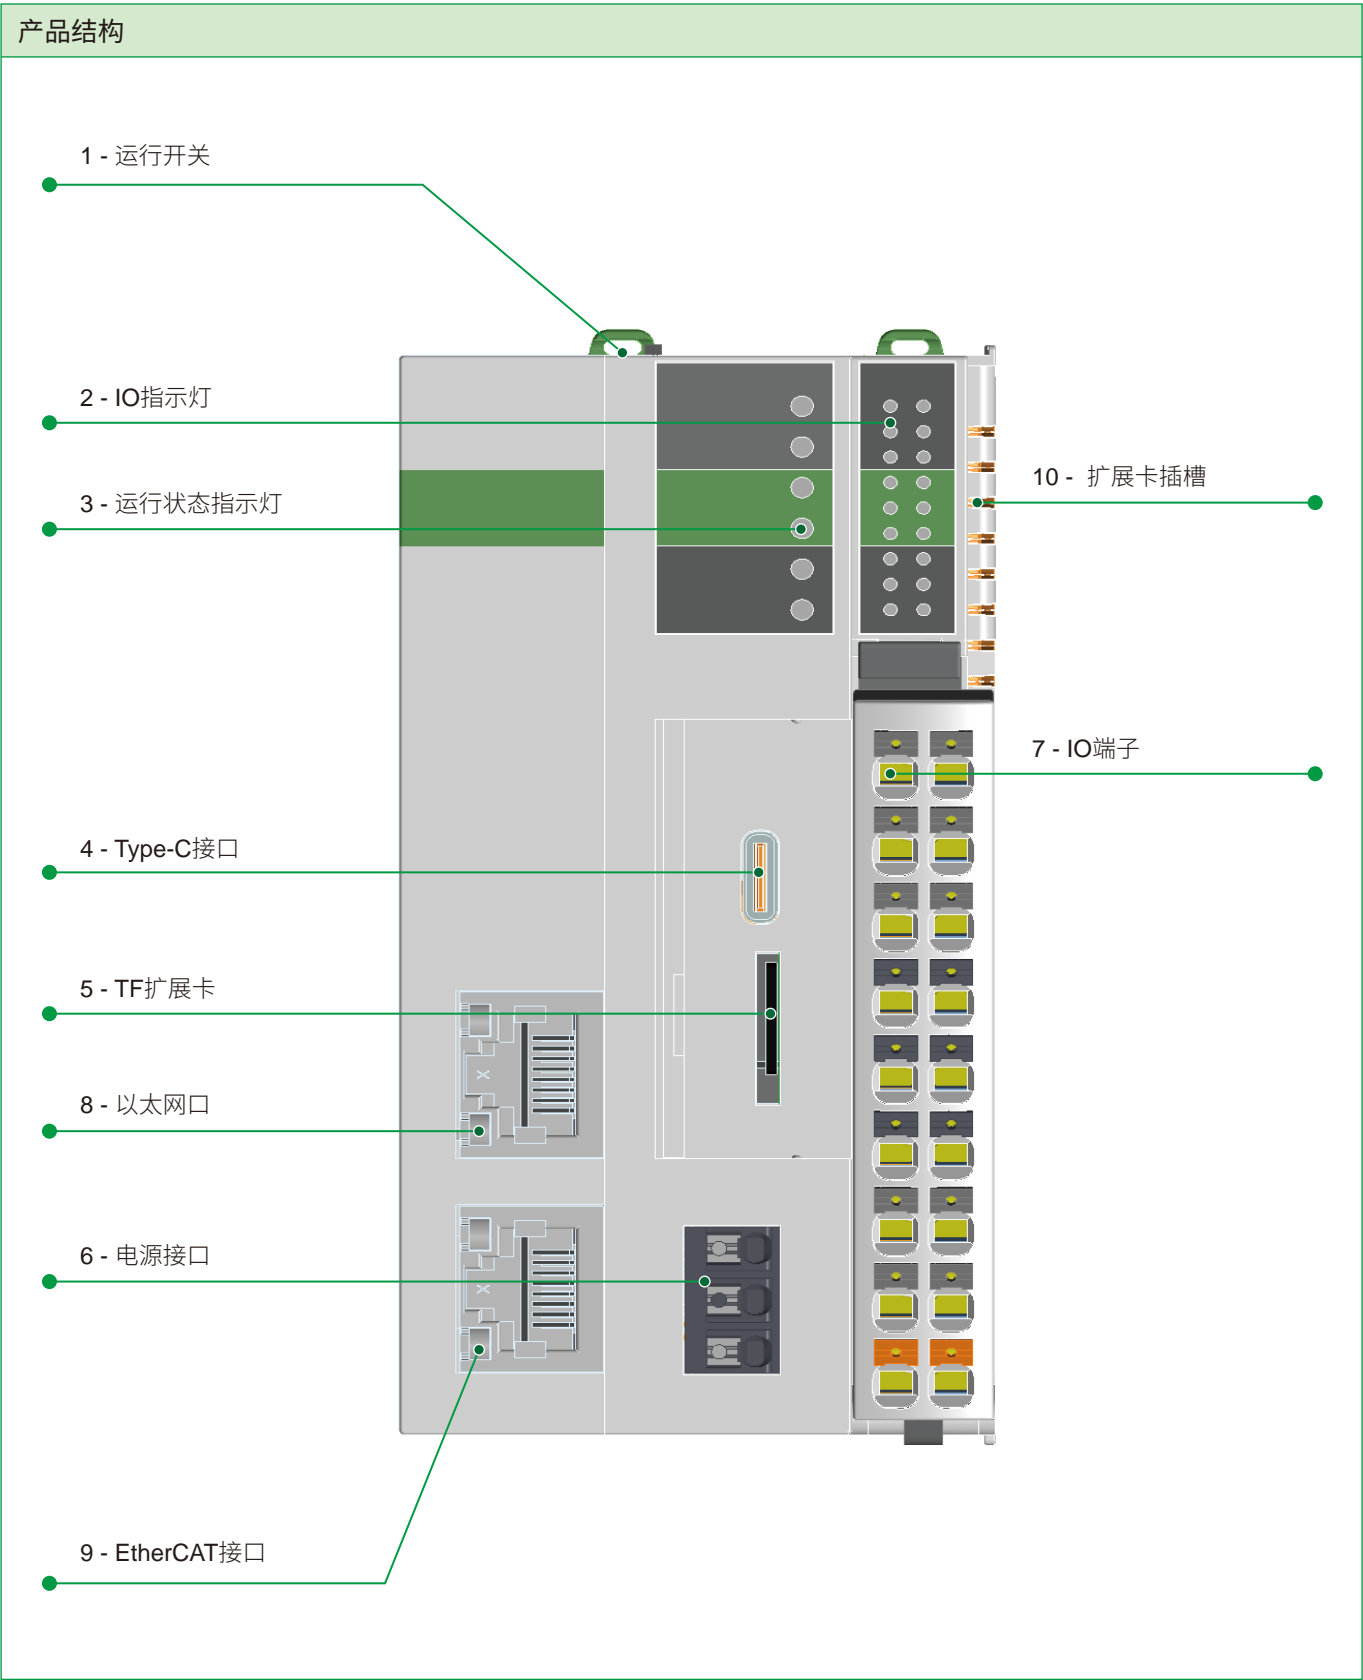 产品结构
1 - 运行开关
2 - IO指示灯
3 - 运行状态指示灯
10 - 扩展卡插槽
7 - IO端子
4 - Type-C接口
5 - TF扩展卡
8 - 以太网口
6 - 电源接口
9 - EtherCAT接口